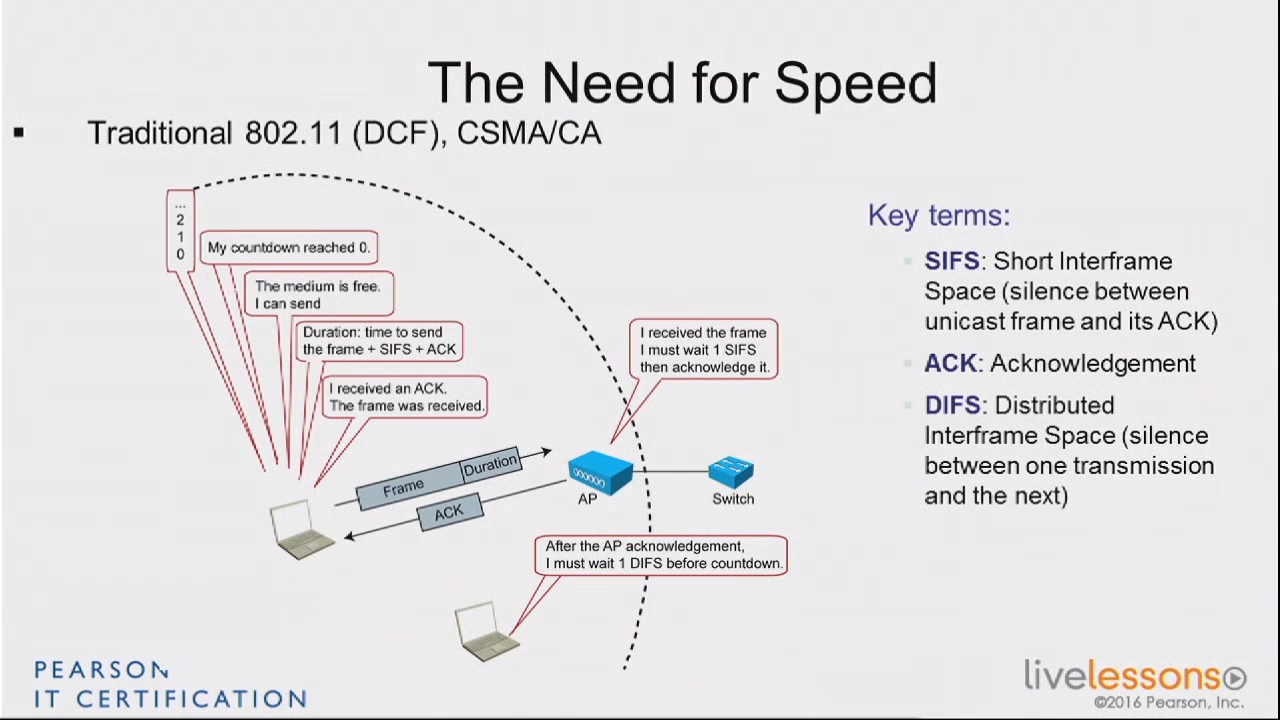 The Need for Speed
▪ Traditional 802.11 (DCF), CSMA/CA
...
2
1
0
My countdown reached 0.
The medium is free.
I can send
Duration: time to send
the frame + SIFS + ACK
I received an ACK.
The frame was received.
I received the frame
I must wait 1 SIFS
then acknowledge it.
Frame
Duration
ACK
AP
Switch
After the AP acknowledgement,
I must wait 1 DIFS before countdown.
Key terms:
SIFS: Short Interframe
Space (silence between
unicast frame and its ACK)
ACK: Acknowledgement
DIFS: Distributed
Interframe Space (silence
between one transmission
and the next)
PEARSON
IT CERTIFICATION
livelessons
©2016 Pearson, Inc.